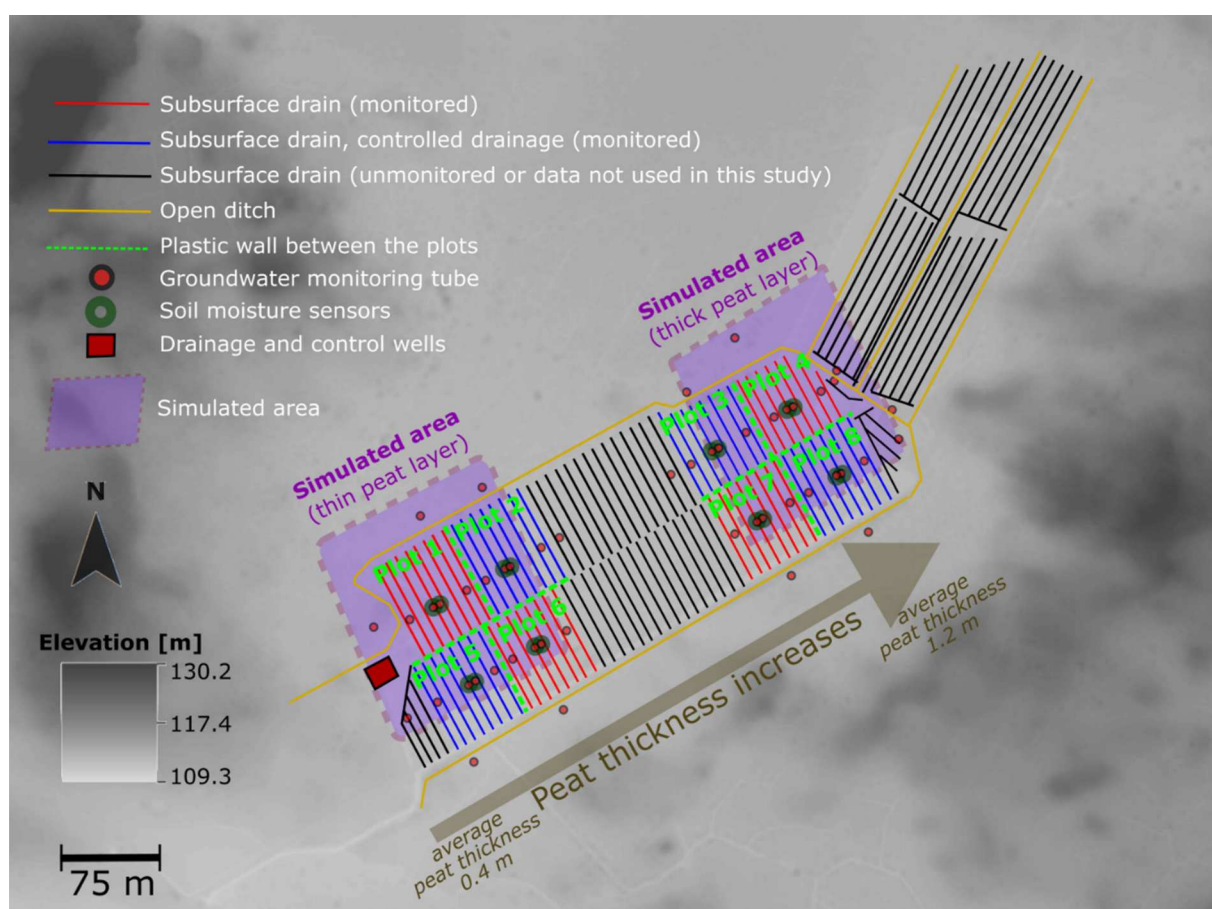 Subsurface drain (monitored)
Subsurface drain, controlled drainage (monitored)
Subsurface drain (unmonitored or data not used in this study)
Open ditch
Plastic wall between the plots
Groundwater monitoring tube
Soil moisture sensors
Drainage and control wells
Simulated area
N
Elevation [m]
130.2
117.4
109.3
75 m
Simulated area
(thick peat layer)
Simulated area
(thin peat layer)
Plot 1
Plot 2
Plot 3
Plot 4
Plot 5
Plot 6
Plot 7
Plot 8
Peat thickness increases
average
peat thickness
0.4 m
average
peat thickness
1.2 m